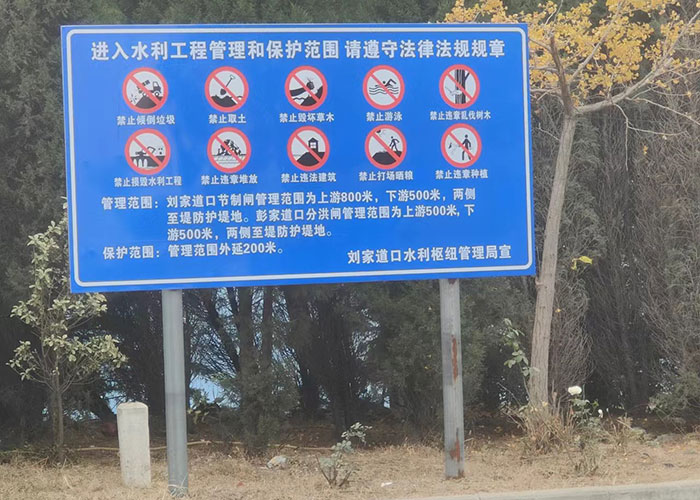 进入水利工程管理和保护范围 请遵守法律法规规章
禁止倾倒垃圾 禁止取土 禁止毁坏草木 禁止游泳 禁止违章乱伐树木
禁止损毁水利工程 禁止违章堆放 禁止违法建筑 禁止打场晒粮 禁止违章种植
管理范围：刘家道口节制闸管理范围为上游800米，下游500米，两侧
至堤防护堤地。彭家道口分洪闸管理范围为上游500米，下
游500米，两侧至堤防护堤地。
保护范围：管理范围外延200米。
刘家道口水利枢纽管理局宣